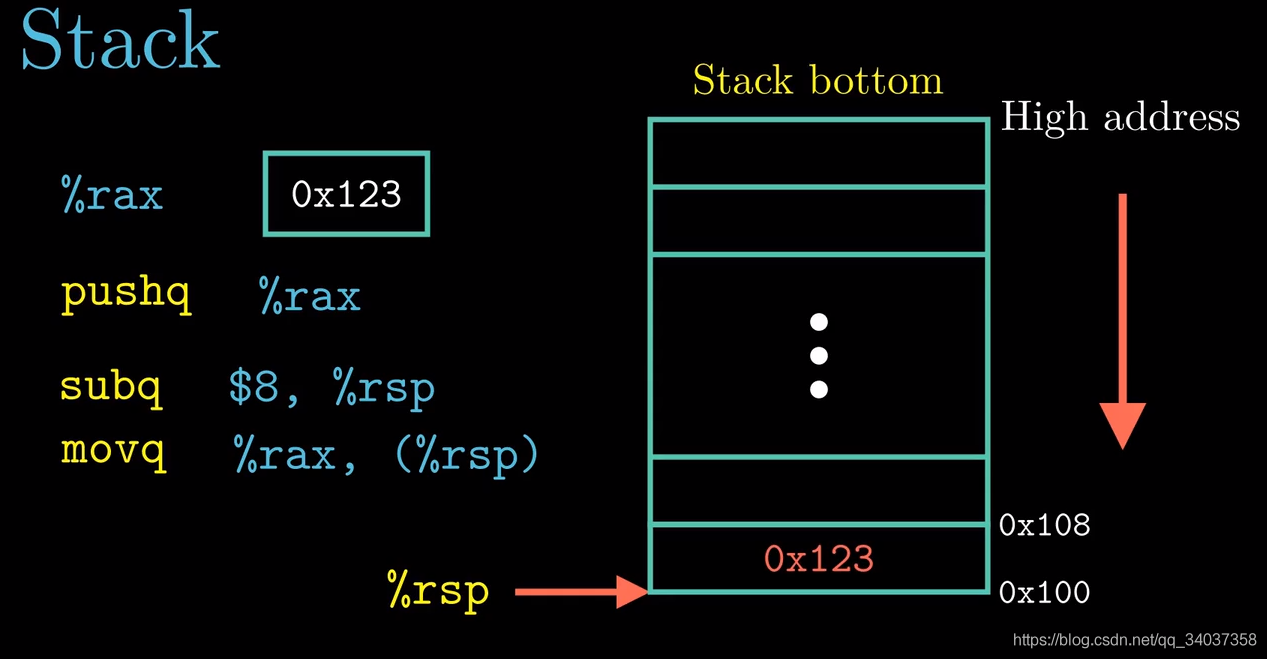 Stack
Stack bottom
High address
%rax 0x123
pushq %rax
subq $8, %rsp
movq %rax, (%rsp)
0x108
0x123
%rsp 0x100
https://blog.csdn.net/qq_34037358